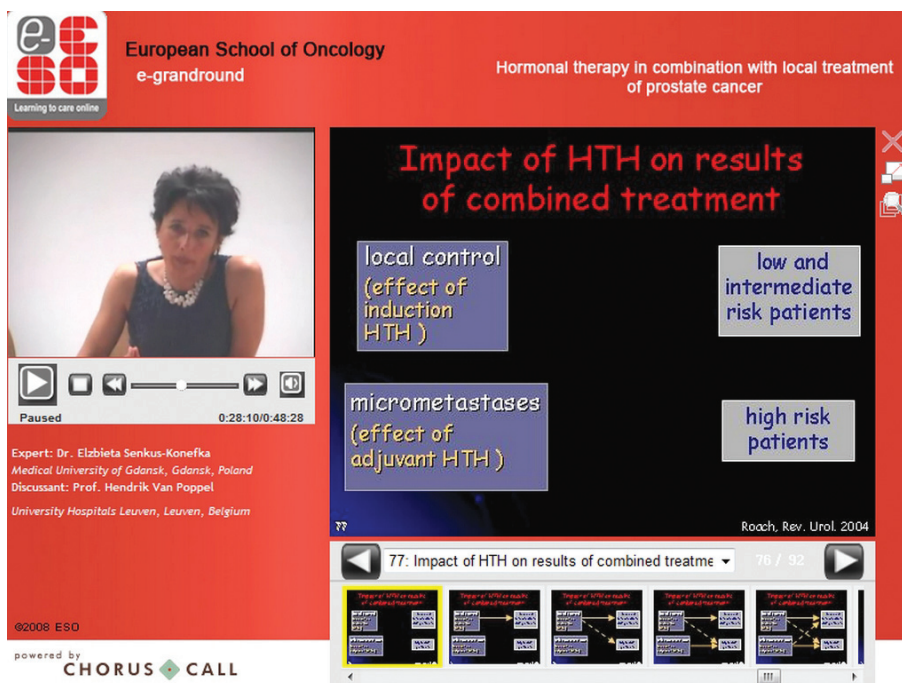 e-ESO
Learning to care online
European School of Oncology
e-grandround
Hormonal therapy in combination with local treatment
of prostate cancer
Impact of HTH on results
of combined treatment
local control
(effect of
induction
HTH )
low and
intermediate
risk patients
micrometastases
(effect of
adjuvant HTH )
high risk
patients
77
Roach, Rev. Urol. 2004
Paused
0:28:10/0:48:28
Expert: Dr. Elzbieta Senkus-Konefka
Medical University of Gdansk, Gdansk, Poland
Discussant: Prof. Hendrik Van Poppel
University Hospitals Leuven, Leuven, Belgium
77: Impact of HTH on results of combined treatme
76 / 92
©2008 ESO
powered by
CHORUS CALL